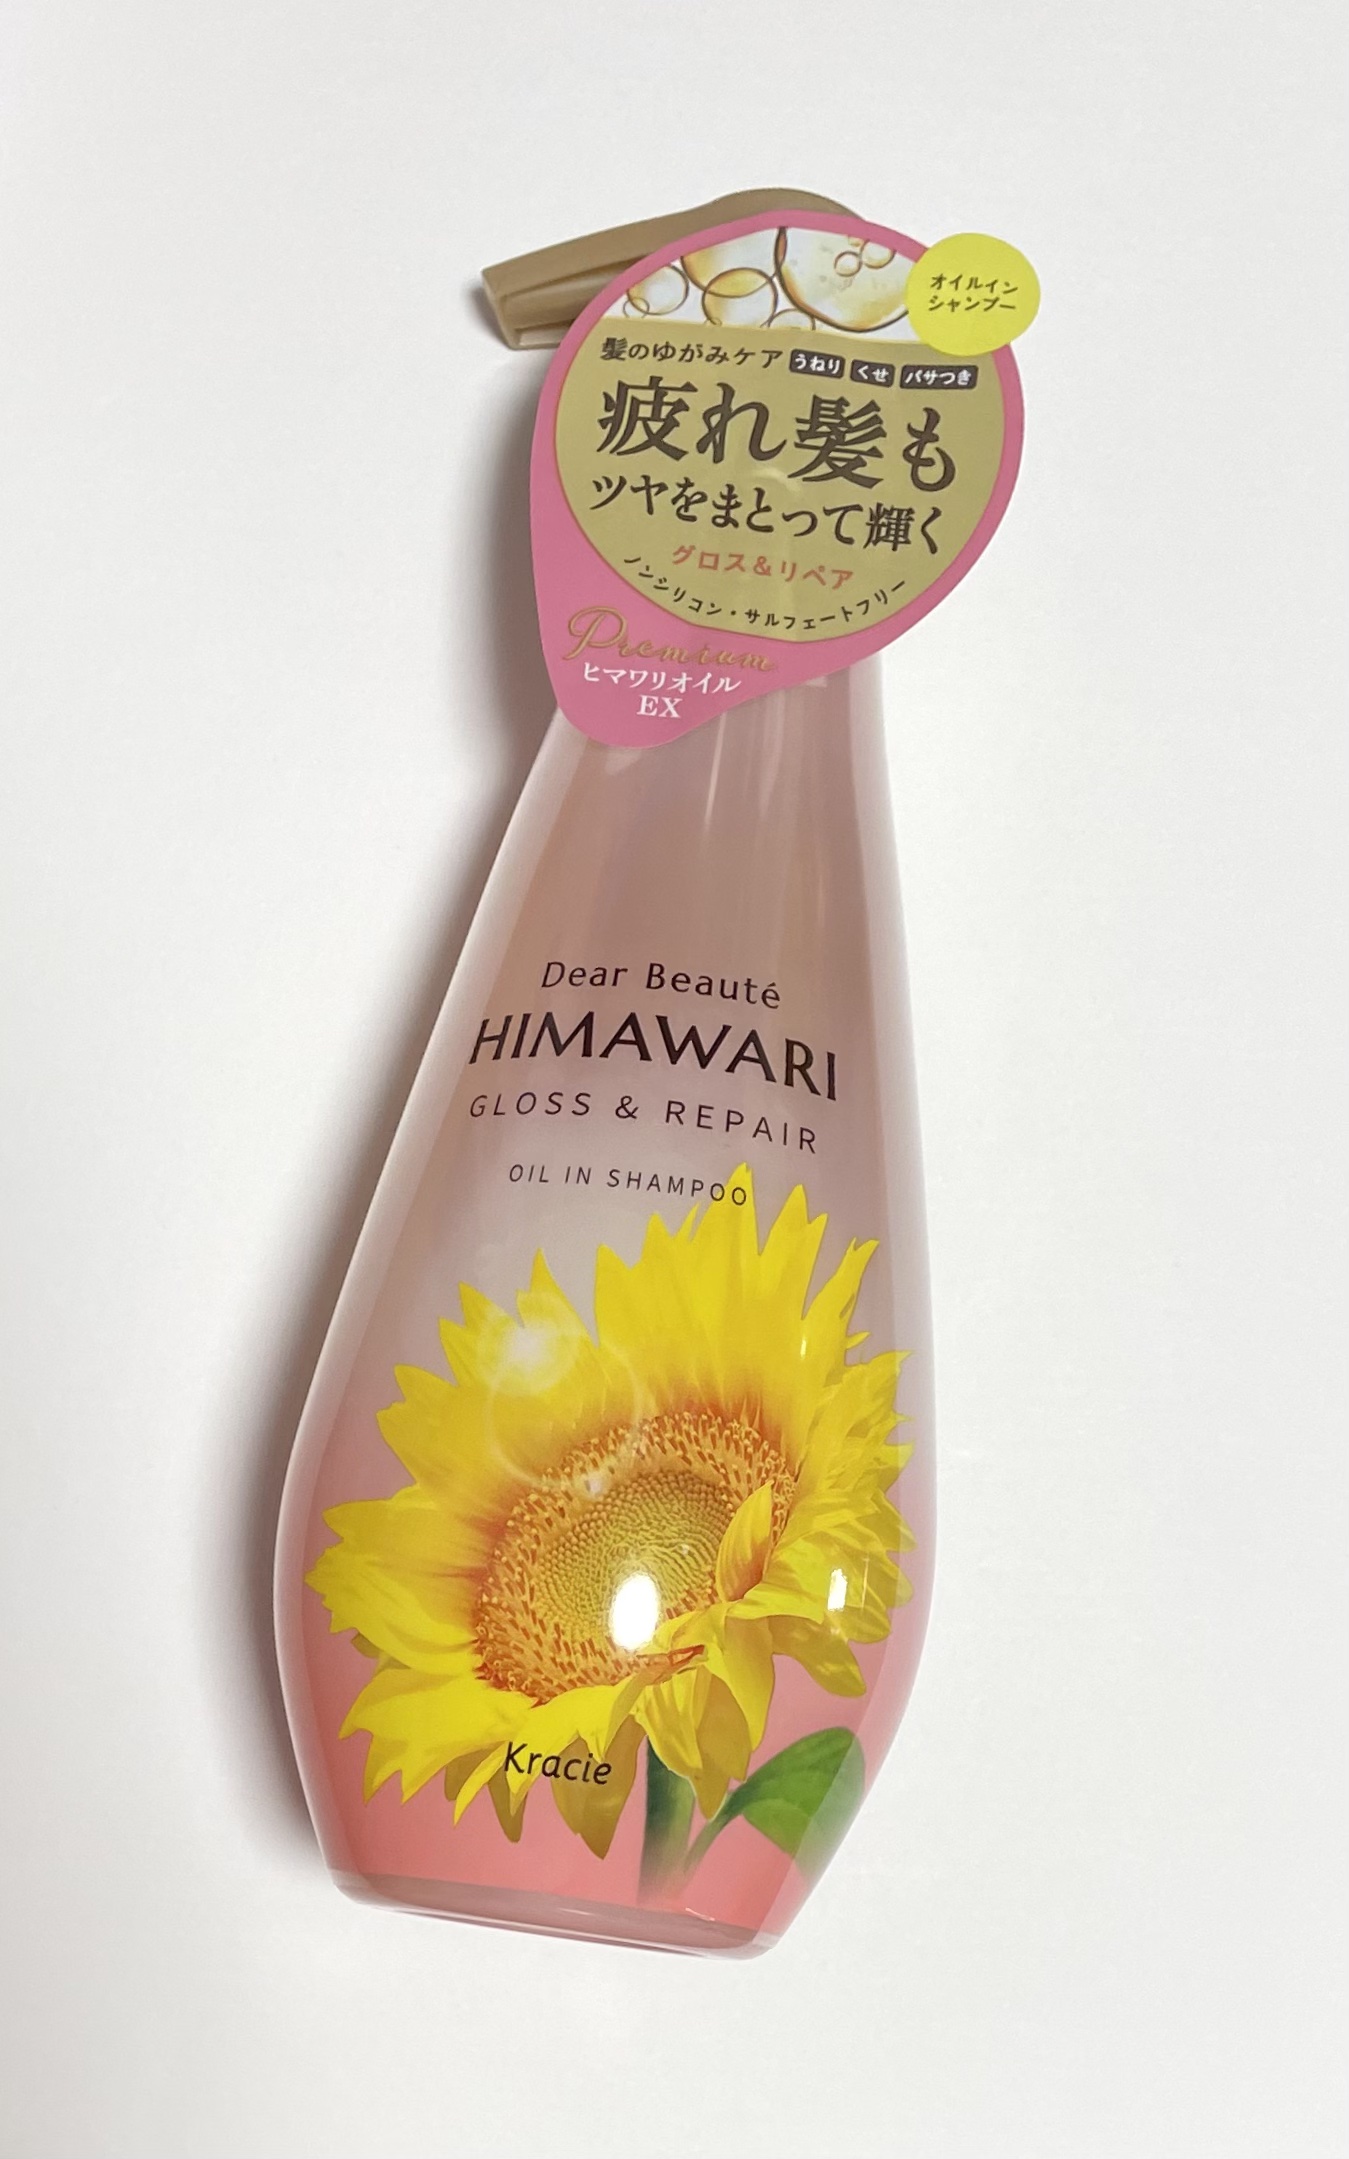 オイルイン
シャンプー
髪のゆがみケア うねり くせ パサつき
疲れ髪も
ツヤをまとって輝く
グロス&リペア
ノンシリコン・サルフェートフリー
Premium
ヒマワリオイル
EX
Dear Beauté
HIMAWARI
GLOSS & REPAIR
OIL IN SHAMPOO
Kracie